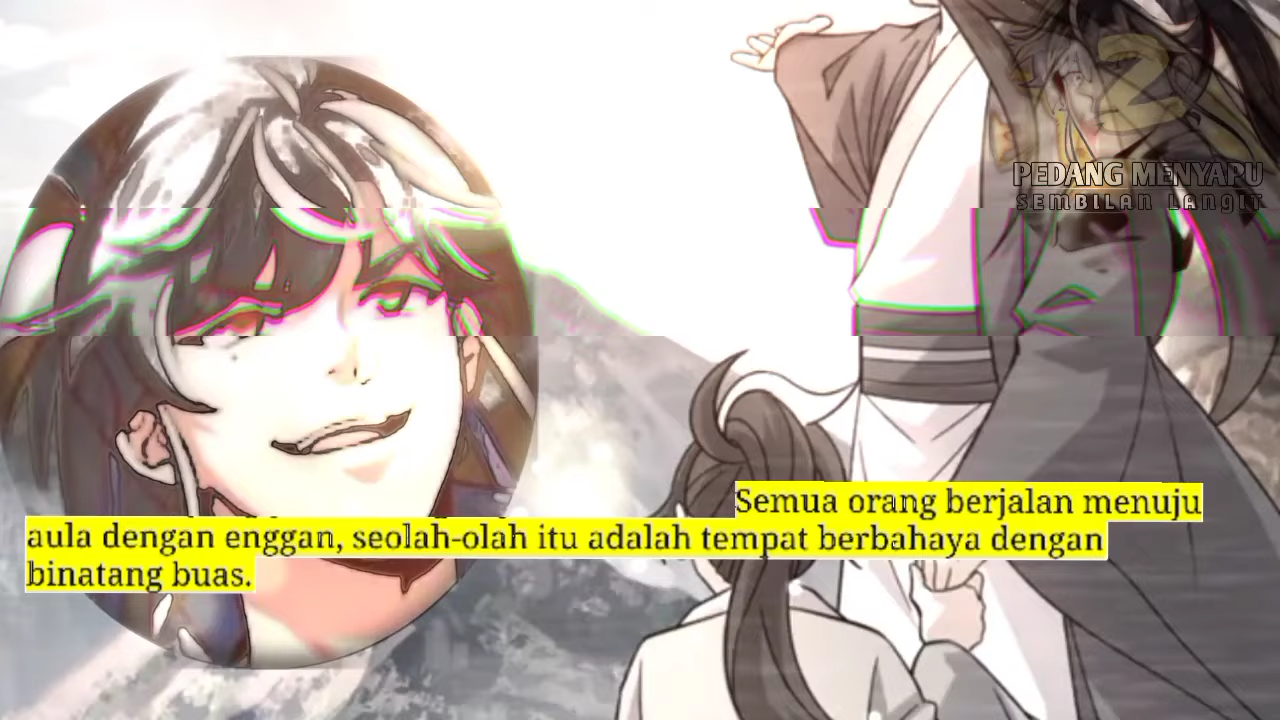 2
PEDANG MENYAPU
SEMBILAN LANGIT
Semua orang berjalan menuju
aula dengan enggan, seolah-olah itu adalah tempat berbahaya dengan
binatang buas.